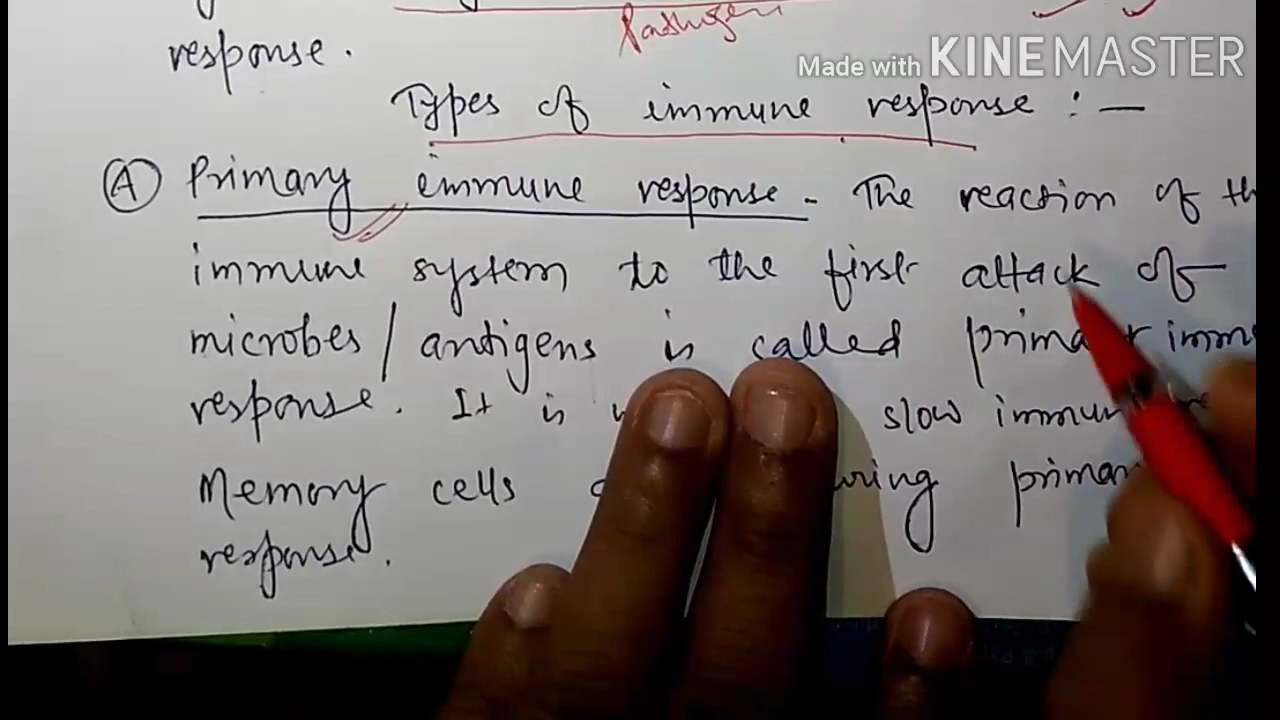 Pathogen
response.
Made with KINEMASTER
Types of immune response : —
(A) Primary immune response - The reaction of
immune system to the first attack of
microbes / antigens is called
response. It is slow
Memory cells
response.